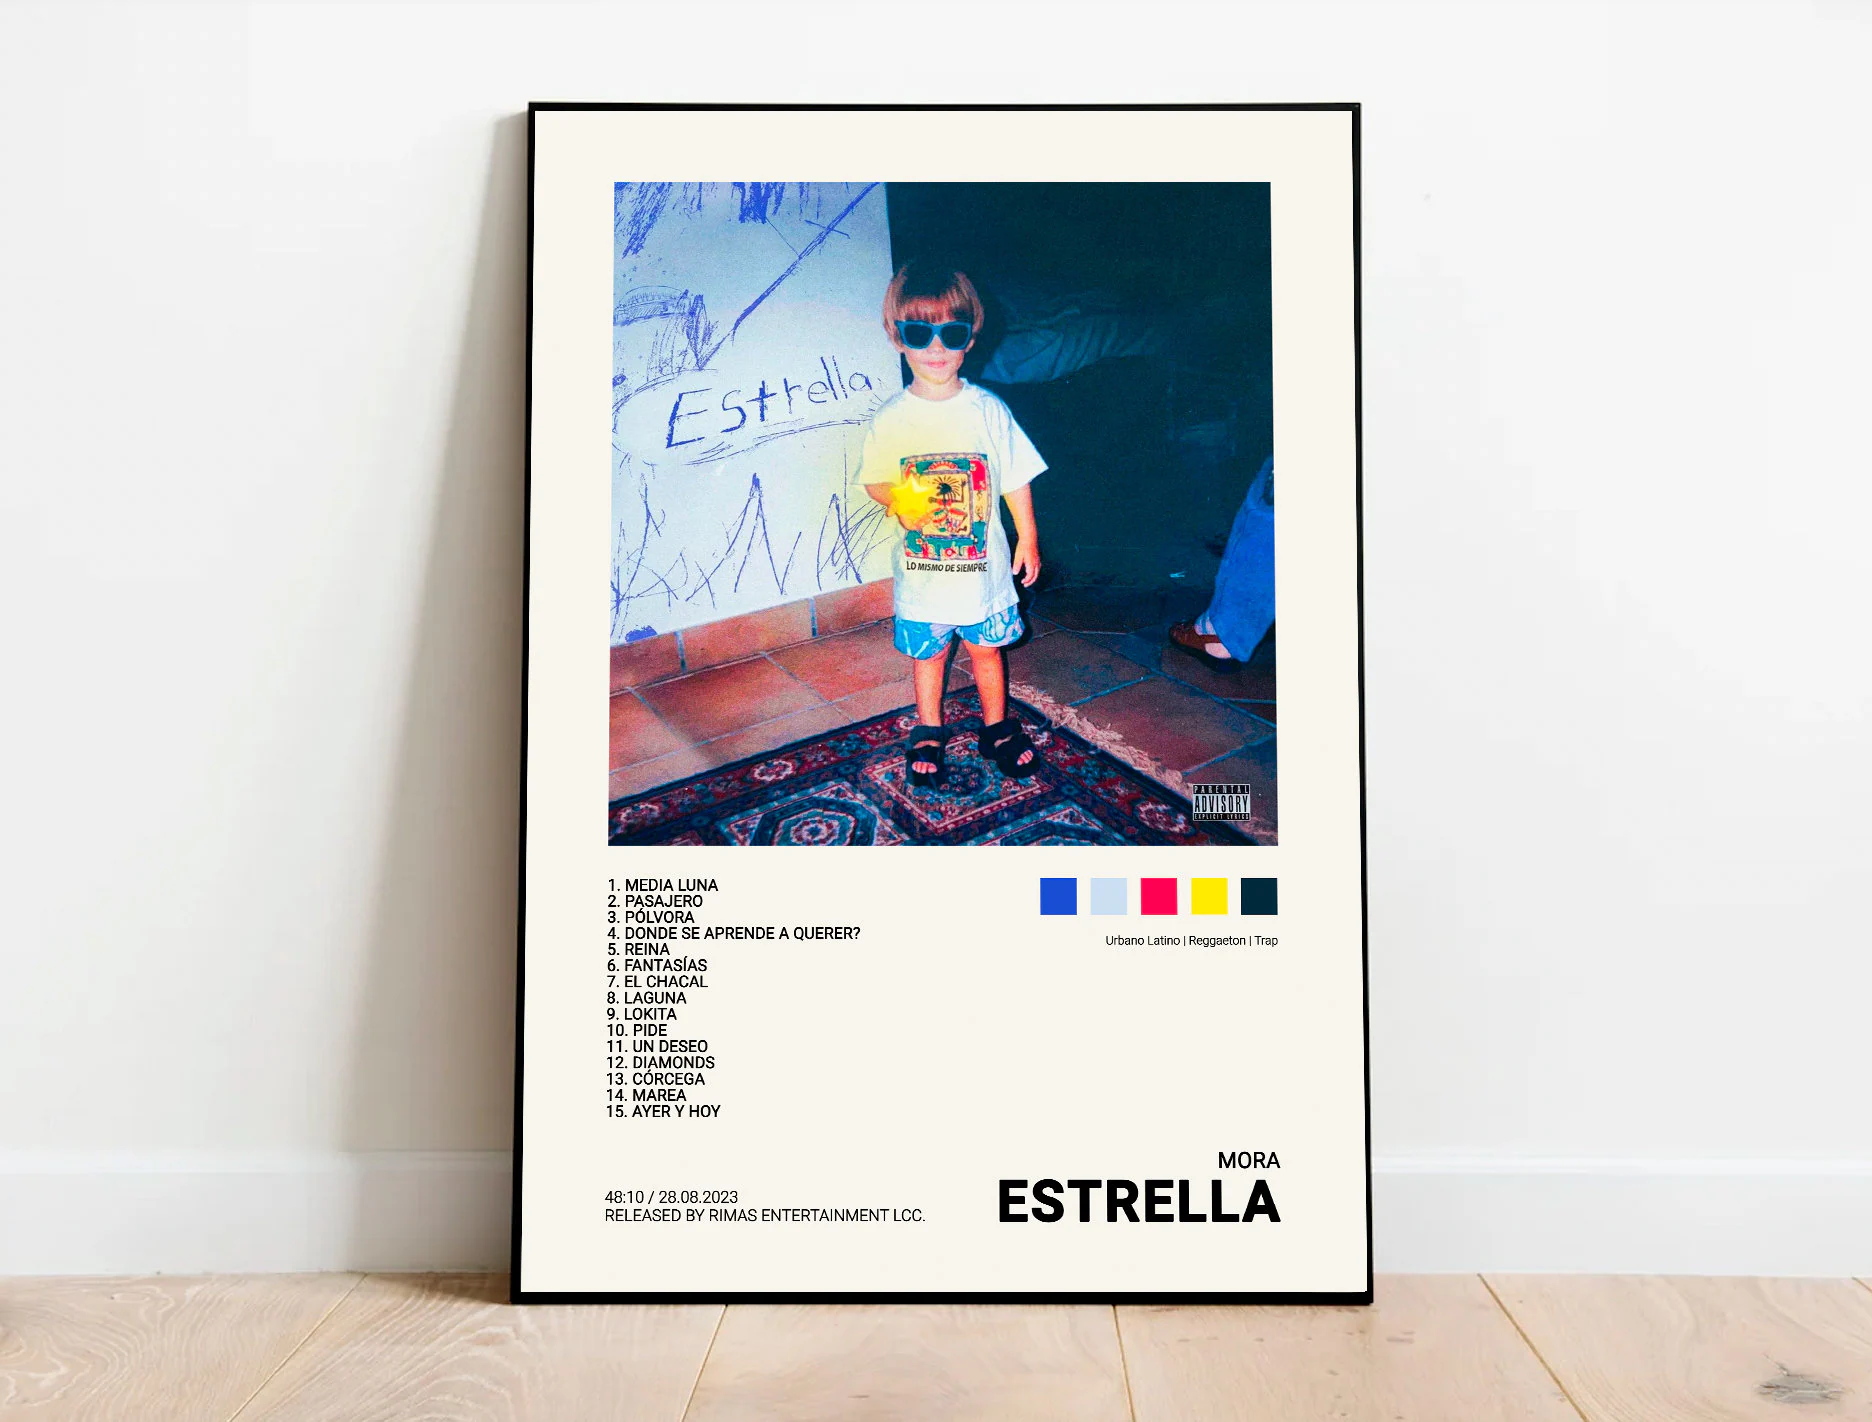 Estrella
LO MISMO DE SIEMPRE
PARENTAL
ADVISORY
EXPLICIT LYRICS
1. MEDIA LUNA
2. PASAJERO
3. PÓLVORA
4. DONDE SE APRENDE A QUERER?
5. REINA
6. FANTASÍAS
7. EL CHACAL
8. LAGUNA
9. LOKITA
10. PIDE
11. UN DESEO
12. DIAMONDS
13. CÓRCEGA
14. MAREA
15. AYER Y HOY
Urbano Latino | Reggaeton | Trap
MORA
ESTRELLA
48:10 / 28.08.2023
RELEASED BY RIMAS ENTERTAINMENT LCC.